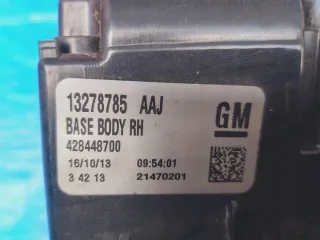 13278785 AAJ
BASE BODY RH
GM
428448700
16/10/13 09:54:01
3 42 13 21470201